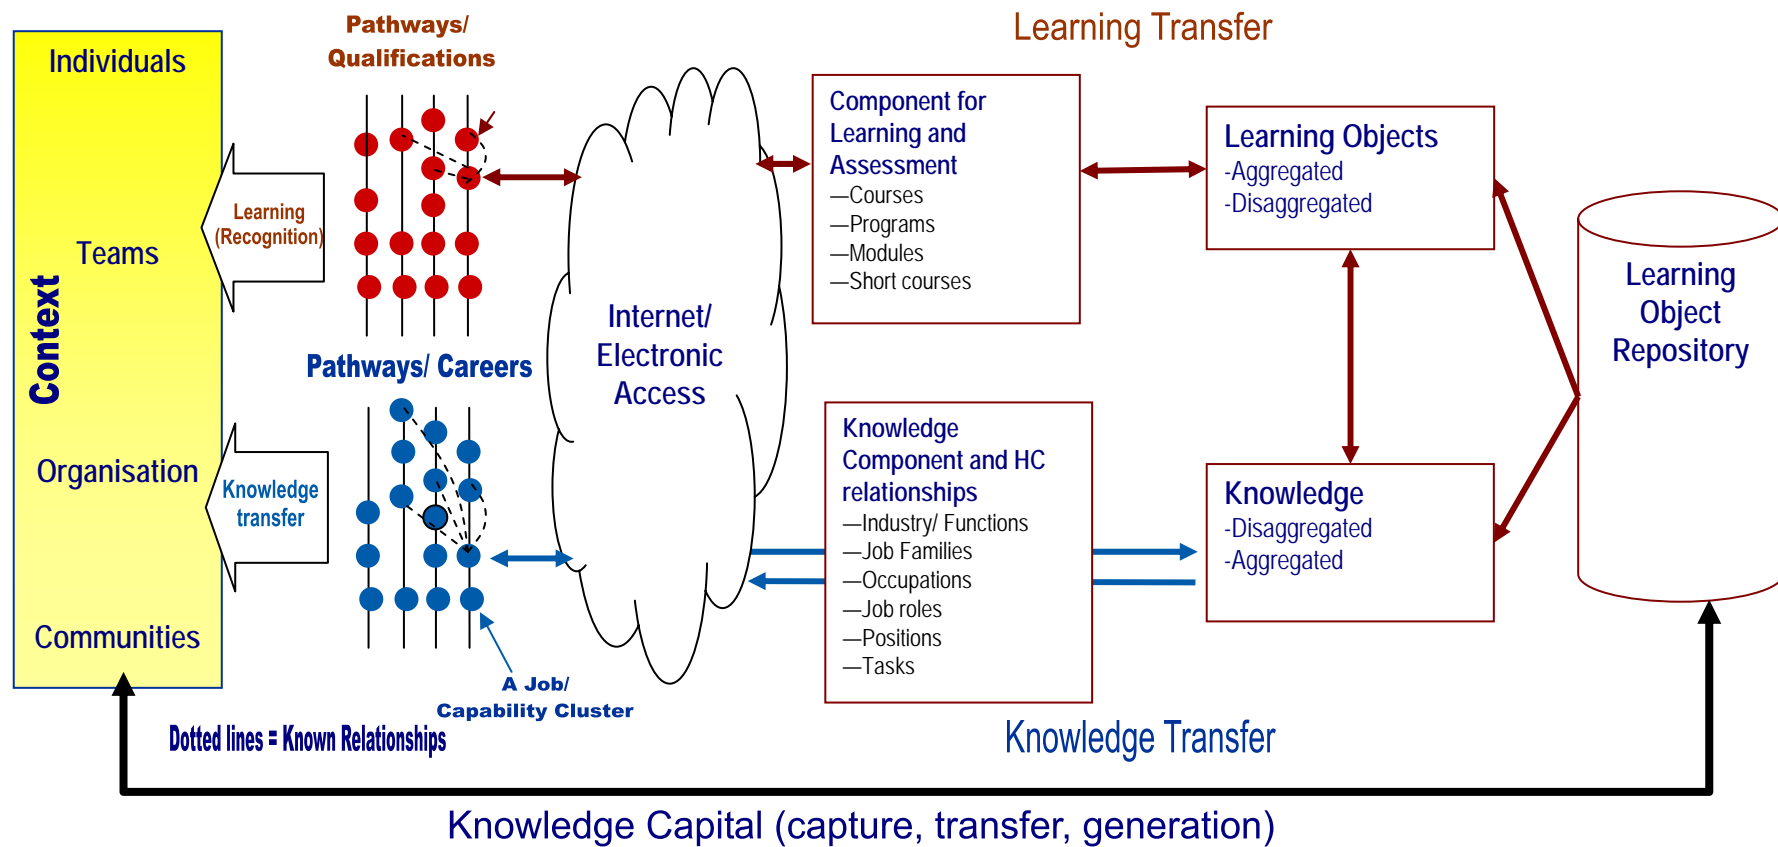 Learning Transfer
Pathways/
Qualifications
Individuals
Teams
Context
Organisation
Communities
Learning
(Recognition)
Pathways/ Careers
Knowledge
transfer
A Job/
Capability Cluster
Dotted lines = Known Relationships
Internet/
Electronic
Access
Component for
Learning and
Assessment
—Courses
—Programs
—Modules
—Short courses
Learning Objects
-Aggregated
-Disaggregated
Learning
Object
Repository
Knowledge
Component and HC
relationships
—Industry/ Functions
—Job Families
—Occupations
—Job roles
—Positions
—Tasks
Knowledge
-Disaggregated
-Aggregated
Knowledge Transfer
Knowledge Capital (capture, transfer, generation)